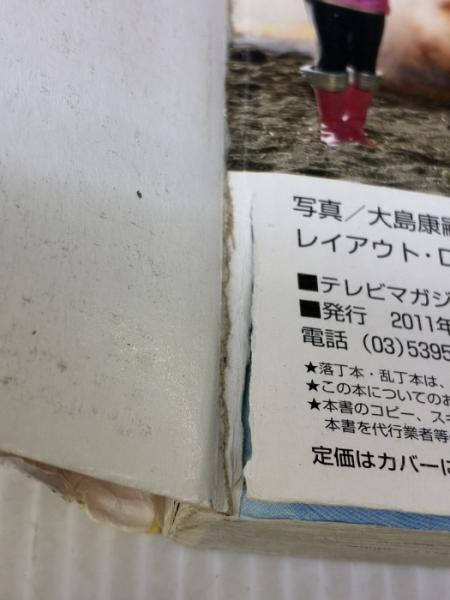 写真／大島康嗣
レイアウト・D
■テレビマガジ
■発行　2011年
電話（03）5395
★落丁本・乱丁本は、
★この本についてのお
★本書のコピー、スキ
本書を代行業者等
定価はカバーに